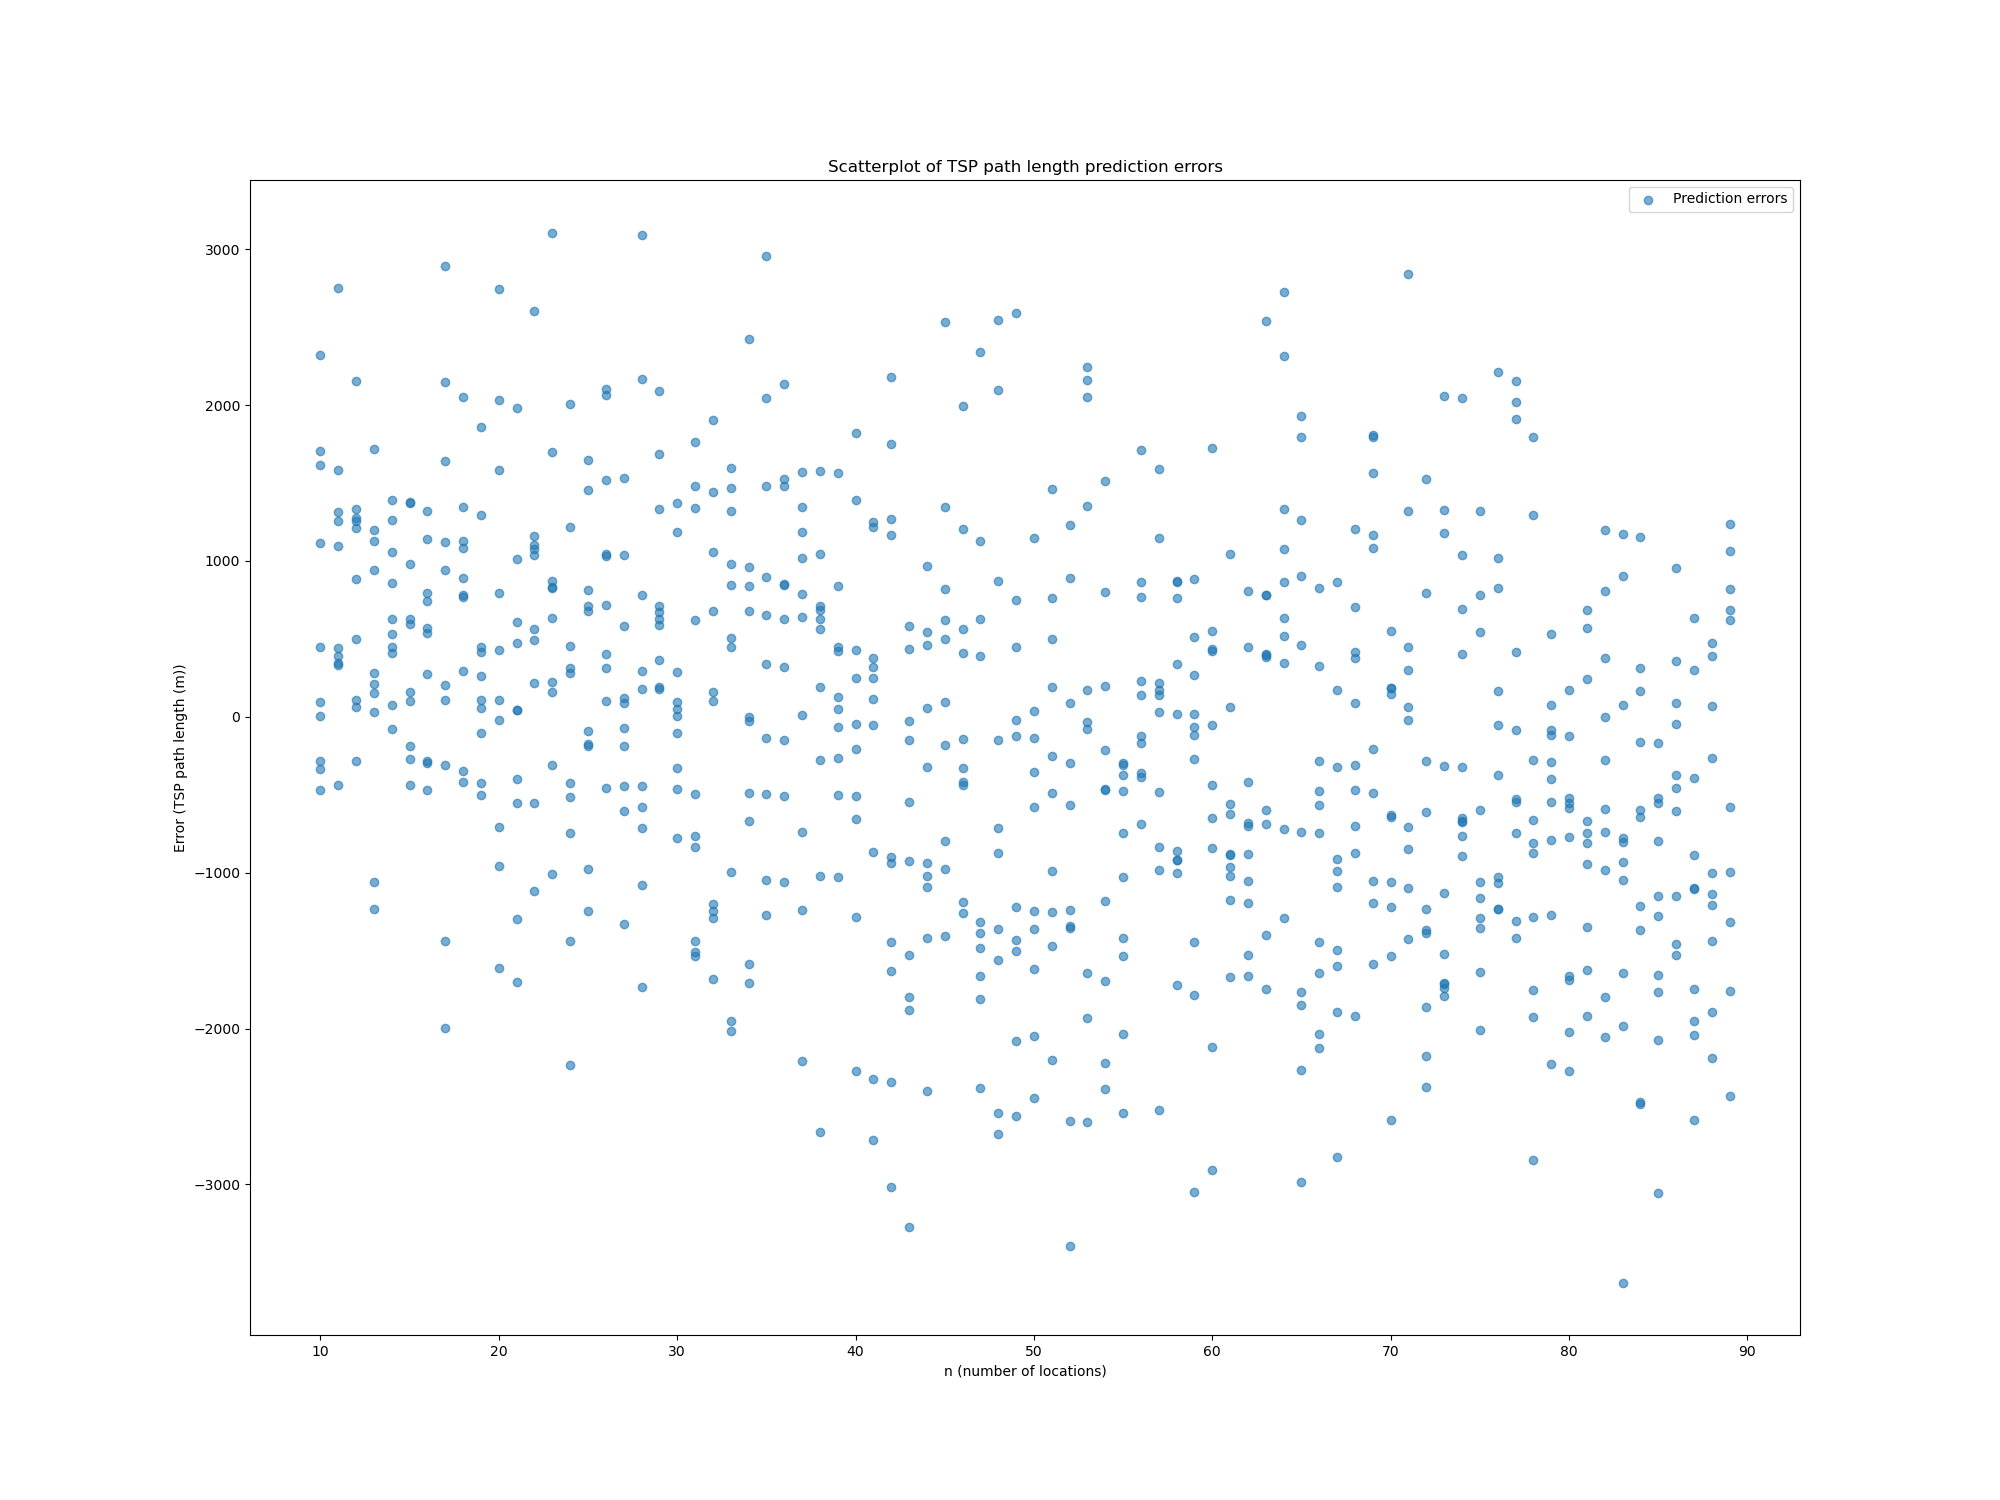 Scatterplot of TSP path length prediction errors
Prediction errors
3000
2000
1000
0
−1000
−2000
−3000
Error (TSP path length (m))
10 20 30 40 50 60 70 80 90
n (number of locations)